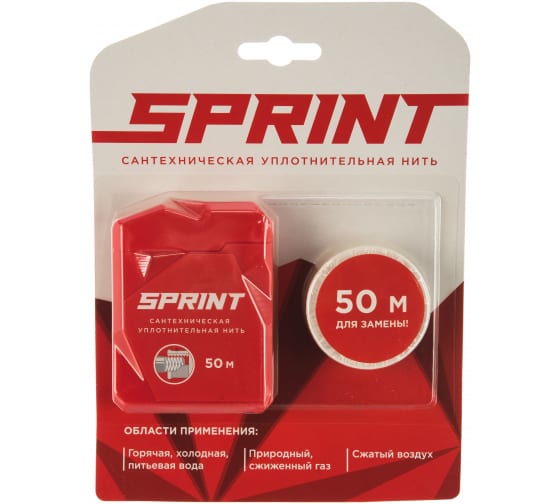 SPRINT
САНТЕХНИЧЕСКАЯ УПЛОТНИТЕЛЬНАЯ НИТЬ
SPRINT
САНТЕХНИЧЕСКАЯ
УПЛОТНИТЕЛЬНАЯ НИТЬ
50 м
50 м
ДЛЯ ЗАМЕНЫ!
ОБЛАСТИ ПРИМЕНЕНИЯ:
Горячая, холодная,
питьевая вода
Природный,
сжиженный газ
Сжатый воздух